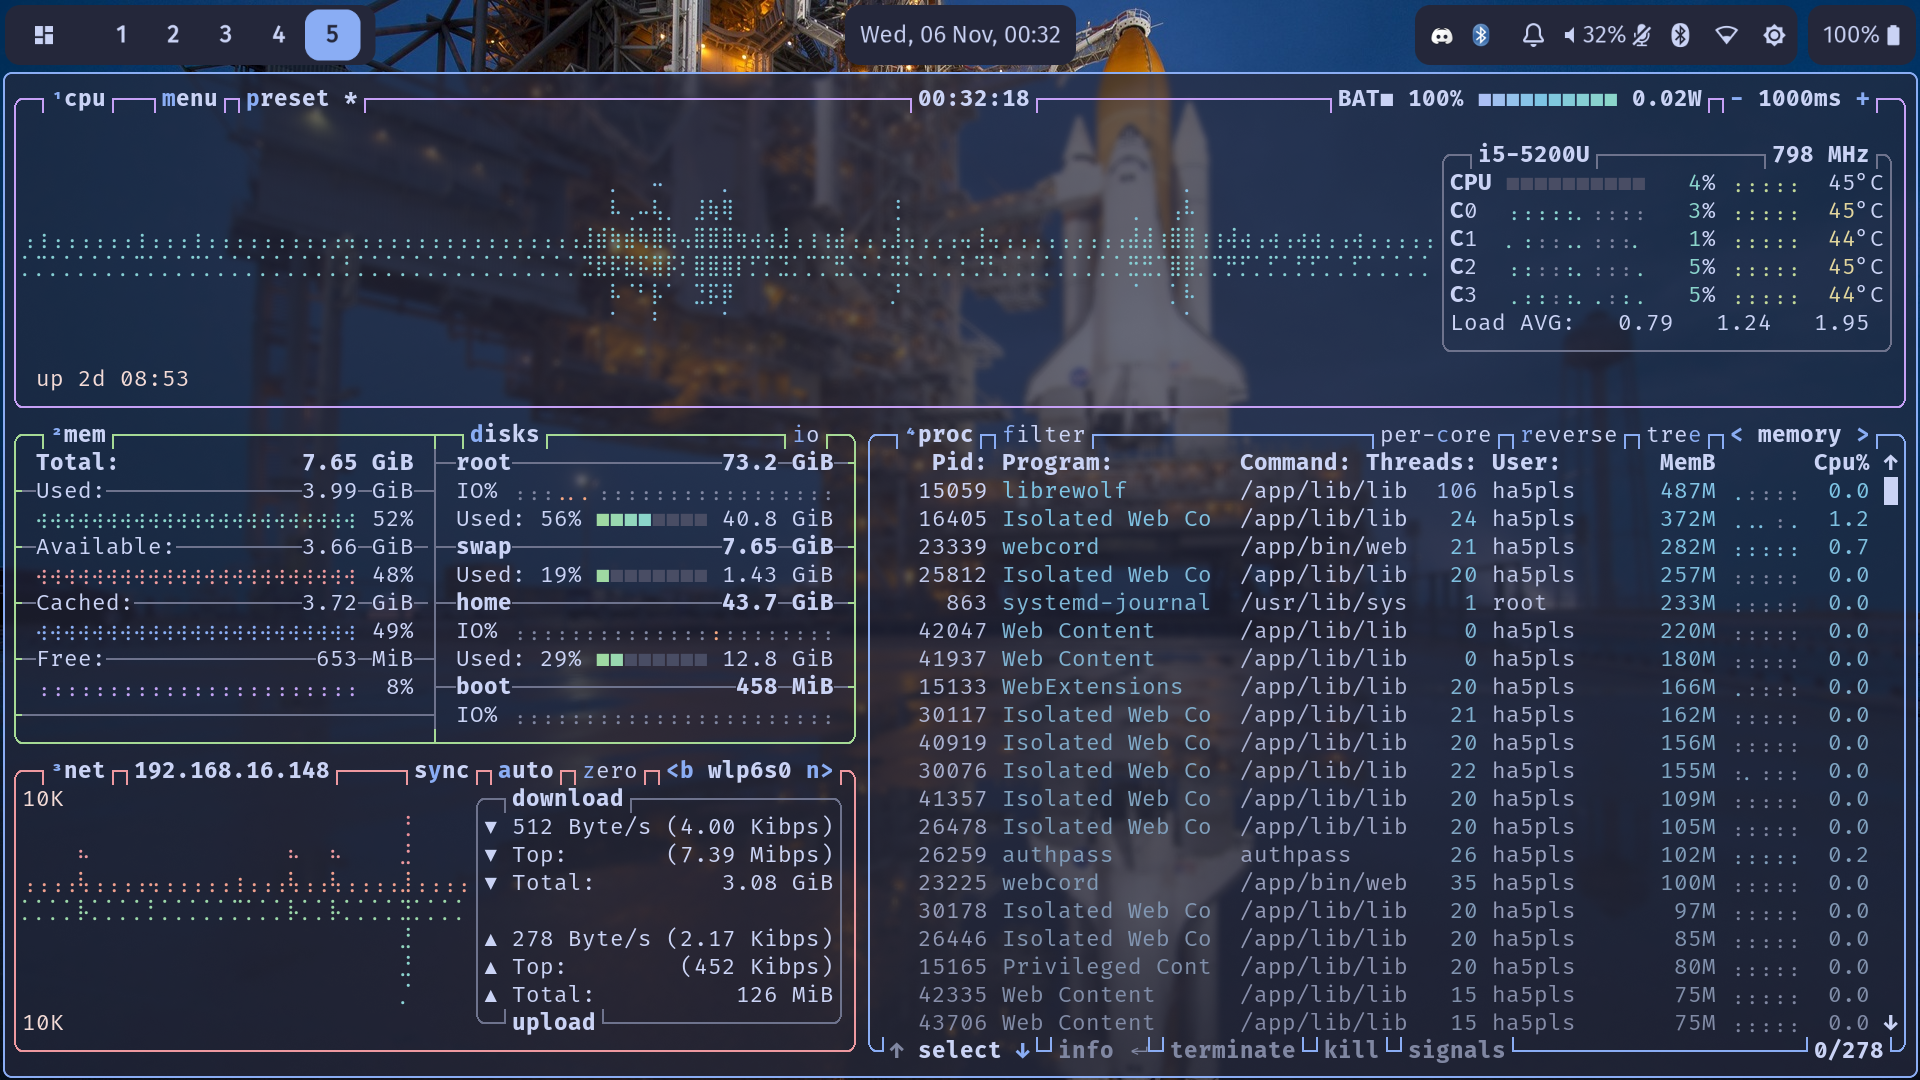 1 2 3 4 5
Wed, 06 Nov, 00:32
32% 100%
¹cpu menu preset * 00:32:18 BAT■ 100% 0.02W - 1000ms +
i5-5200U 798 MHz
CPU 4% 45°C
C0 3% 45°C
C1 1% 44°C
C2 5% 45°C
C3 5% 44°C
Load AVG: 0.79 1.24 1.95
up 2d 08:53
²mem
Total: 7.65 GiB
Used: 3.99 GiB
52%
Available: 3.66 GiB
48%
Cached: 3.72 GiB
49%
Free: 653 MiB
8%
disks io
root 73.2 GiB
IO%
Used: 56% 40.8 GiB
swap 7.65 GiB
Used: 19% 1.43 GiB
home 43.7 GiB
IO%
Used: 29% 12.8 GiB
boot 458 MiB
IO%
³net 192.168.16.148 sync auto zero <b wlp6s0 n>
10K
10K
download
▼ 512 Byte/s (4.00 Kibps)
▼ Top: (7.39 Mibps)
▼ Total: 3.08 GiB
▲ 278 Byte/s (2.17 Kibps)
▲ Top: (452 Kibps)
▲ Total: 126 MiB
upload
⁴proc filter per-core reverse tree < memory >
Pid: Program: Command: Threads: User: MemB Cpu% ↑
15059 librewolf /app/lib/lib 106 ha5pls 487M 0.0
16405 Isolated Web Co /app/lib/lib 24 ha5pls 372M 1.2
23339 webcord /app/bin/web 21 ha5pls 282M 0.7
25812 Isolated Web Co /app/lib/lib 20 ha5pls 257M 0.0
863 systemd-journal /usr/lib/sys 1 root 233M 0.0
42047 Web Content /app/lib/lib 0 ha5pls 220M 0.0
41937 Web Content /app/lib/lib 0 ha5pls 180M 0.0
15133 WebExtensions /app/lib/lib 20 ha5pls 166M 0.0
30117 Isolated Web Co /app/lib/lib 21 ha5pls 162M 0.0
40919 Isolated Web Co /app/lib/lib 20 ha5pls 156M 0.0
30076 Isolated Web Co /app/lib/lib 22 ha5pls 155M 0.0
41357 Isolated Web Co /app/lib/lib 20 ha5pls 109M 0.0
26478 Isolated Web Co /app/lib/lib 20 ha5pls 105M 0.0
26259 authpass authpass 26 ha5pls 102M 0.2
23225 webcord /app/bin/web 35 ha5pls 100M 0.0
30178 Isolated Web Co /app/lib/lib 20 ha5pls 97M 0.0
26446 Isolated Web Co /app/lib/lib 20 ha5pls 85M 0.0
15165 Privileged Cont /app/lib/lib 20 ha5pls 80M 0.0
42335 Web Content /app/lib/lib 15 ha5pls 75M 0.0
43706 Web Content /app/lib/lib 15 ha5pls 75M 0.0 ↓
↑ select ↓ info ↵ terminate kill signals 0/278